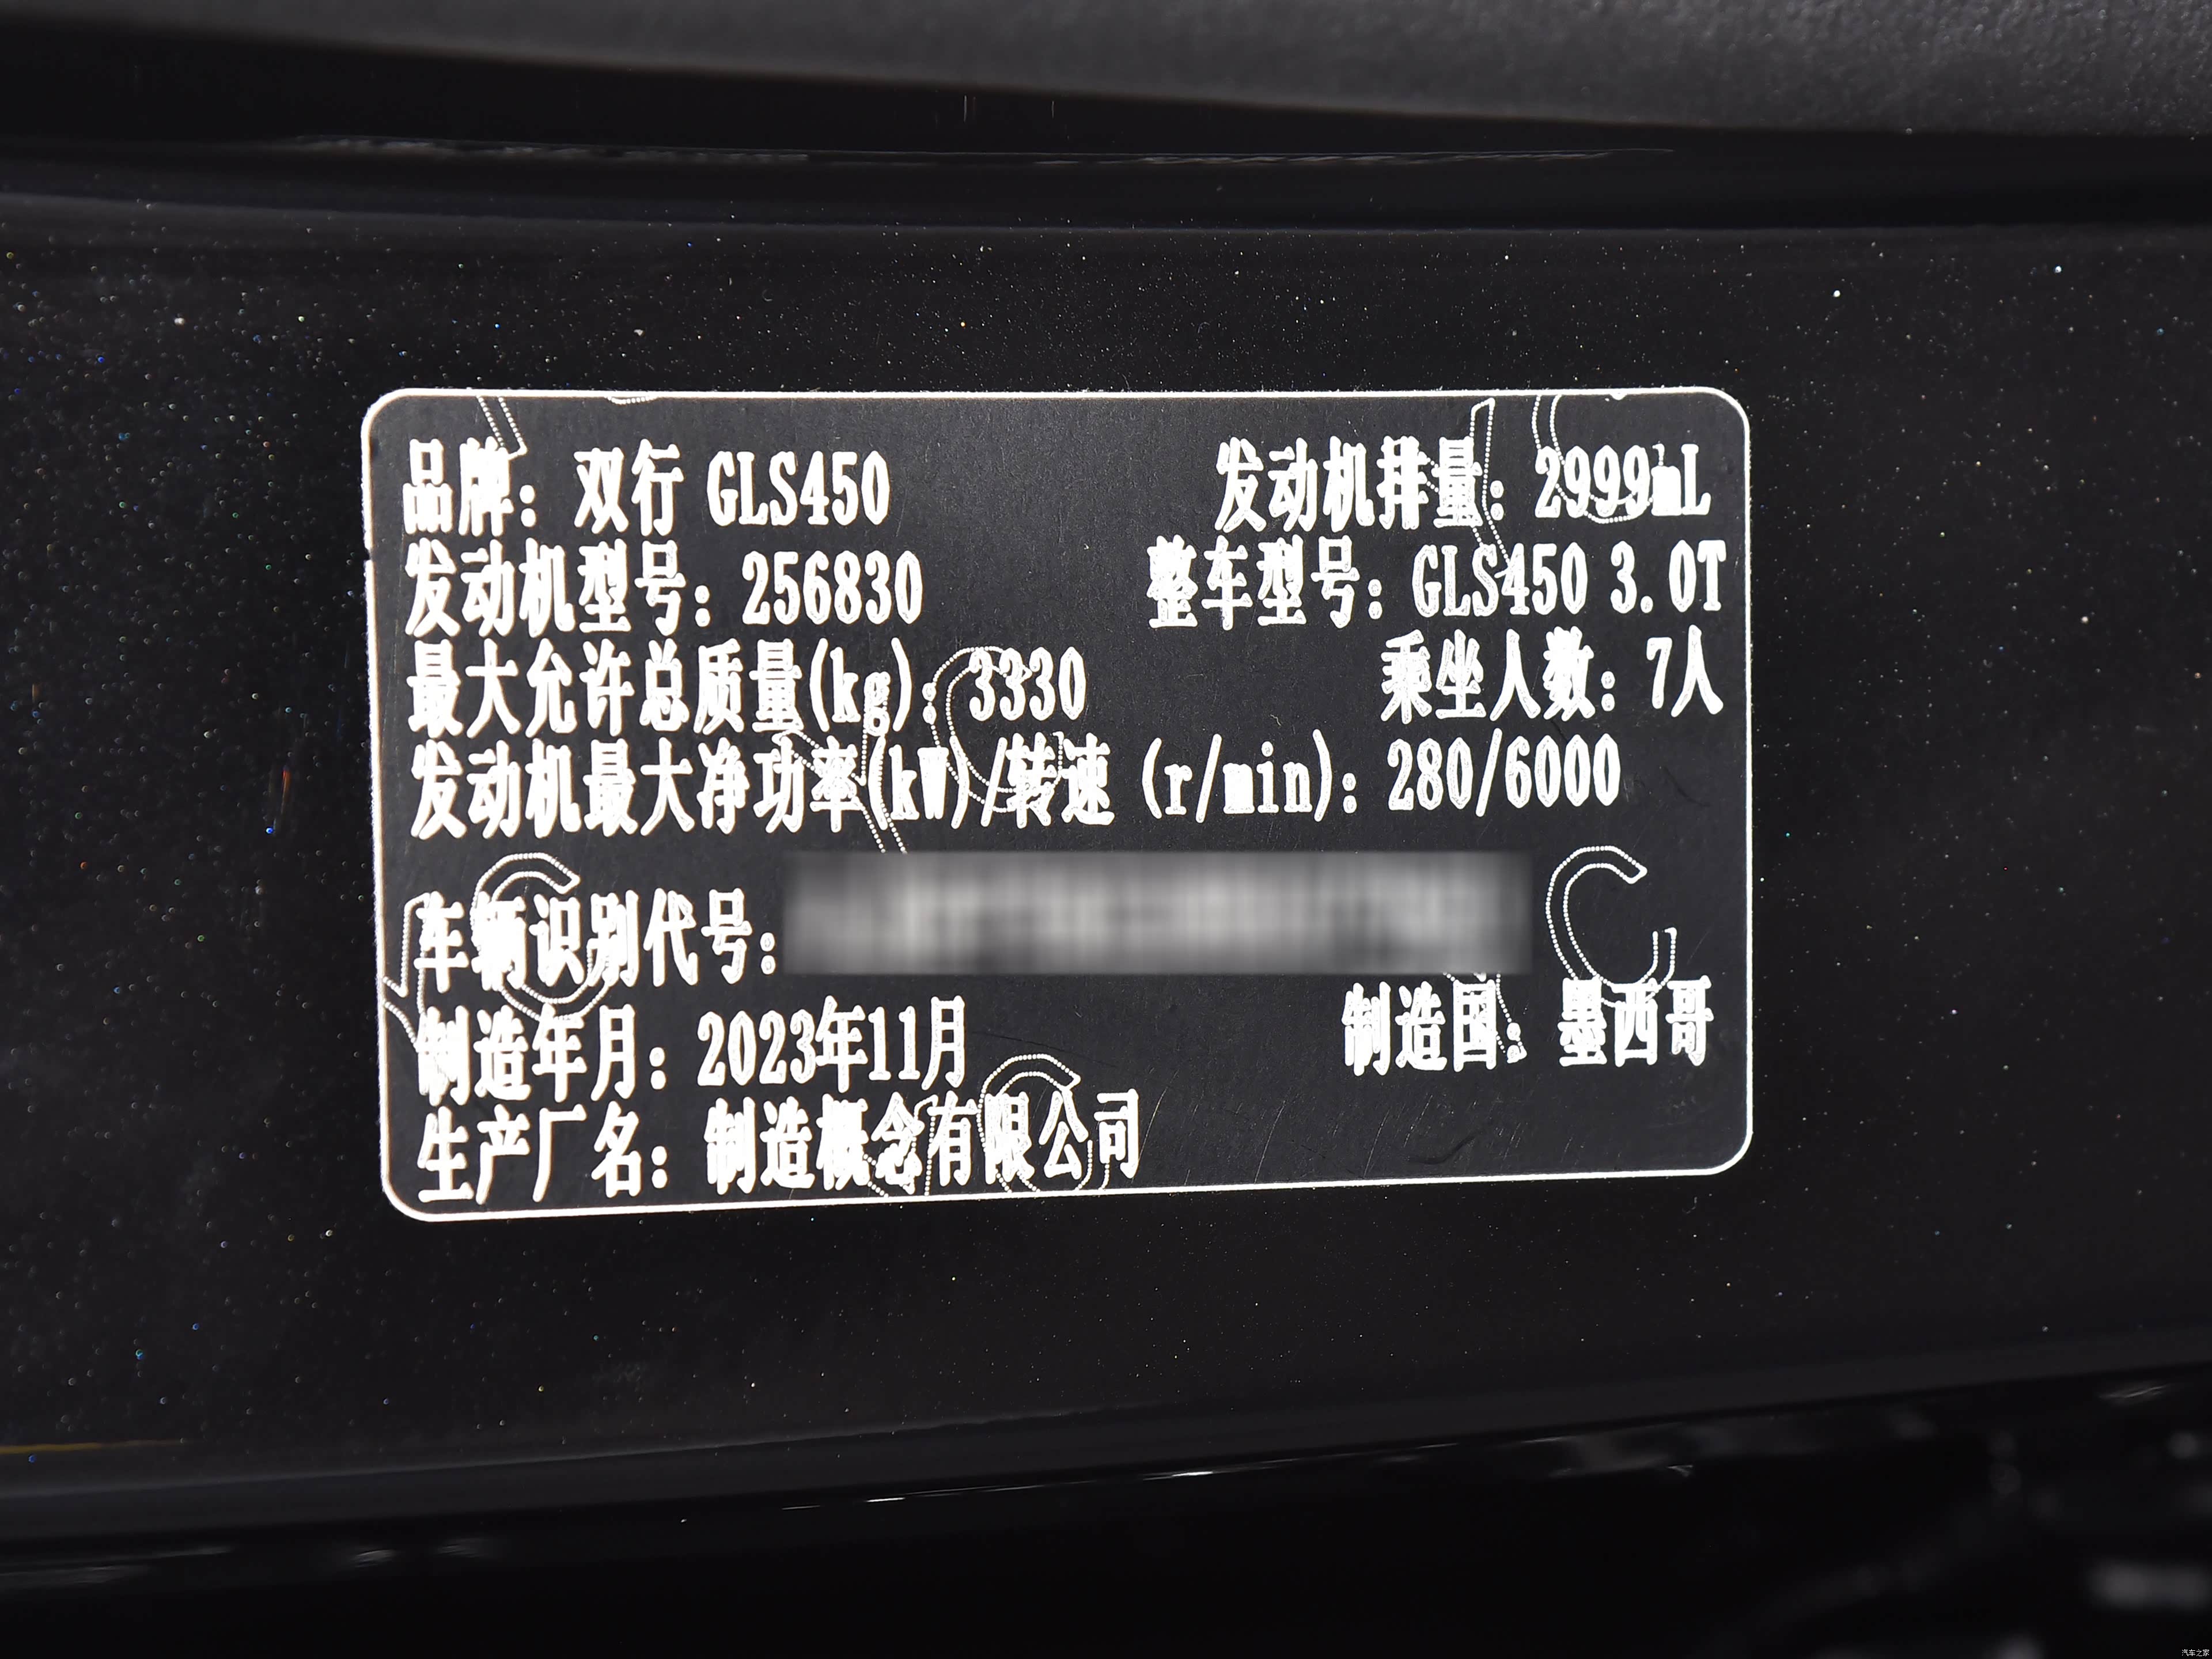 品牌：双行 GLS450 发动机排量：2999mL
发动机型号：256830 整车型号：GLS450 3.0T
最大允许总质量(kg)：3330 乘坐人数：7人
发动机最大净功率(kW)/转速 (r/min)：280/6000
车辆识别代号：
制造年月：2023年11月 制造国：墨西哥
生产厂名：制造概念有限公司
汽车之家